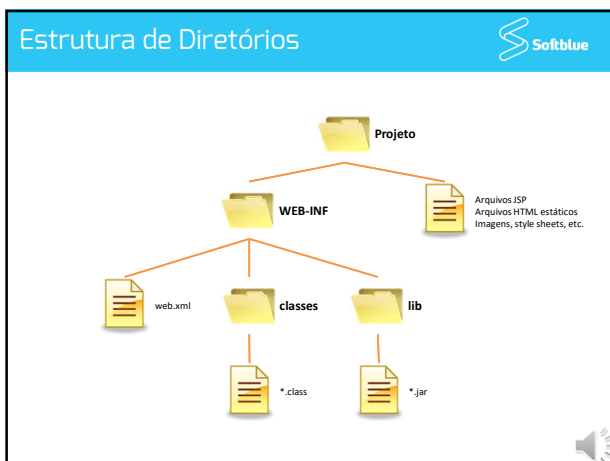 Estrutura de Diretórios
Softblue
Projeto
WEB-INF
Arquivos JSP
Arquivos HTML estáticos
Imagens, style sheets, etc.
web.xml
classes
lib
*.class
*.jar